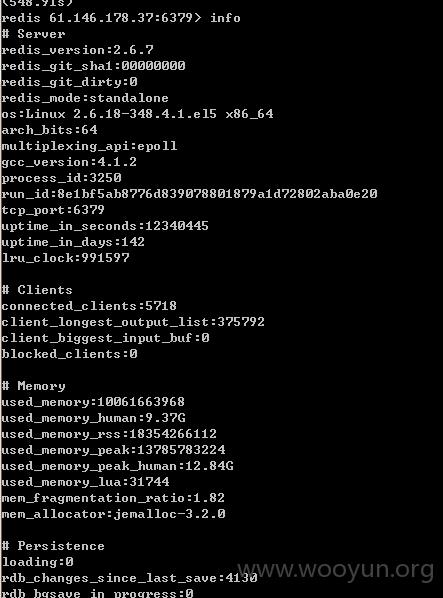 (548.91s)
redis 61.146.178.37:6379> info
# Server
redis_version:2.6.7
redis_git_sha1:00000000
redis_git_dirty:0
redis_mode:standalone
os:Linux 2.6.18-348.4.1.el5 x86_64
arch_bits:64
multiplexing_api:epoll
gcc_version:4.1.2
process_id:3250
run_id:8e1bf5ab8776d839078801879a1d72802aba0e20
tcp_port:6379
uptime_in_seconds:12340445
uptime_in_days:142
lru_clock:991597

# Clients
connected_clients:5718
client_longest_output_list:375792
client_biggest_input_buf:0
blocked_clients:0

# Memory
used_memory:10061663968
used_memory_human:9.37G
used_memory_rss:18354266112
used_memory_peak:13785783224
used_memory_peak_human:12.84G
used_memory_lua:31744
mem_fragmentation_ratio:1.82
mem_allocator:jemalloc-3.2.0

# Persistence
loading:0
rdb_changes_since_last_save:4130
rdb_bgsave_in_progress:0
www.wooyun.org